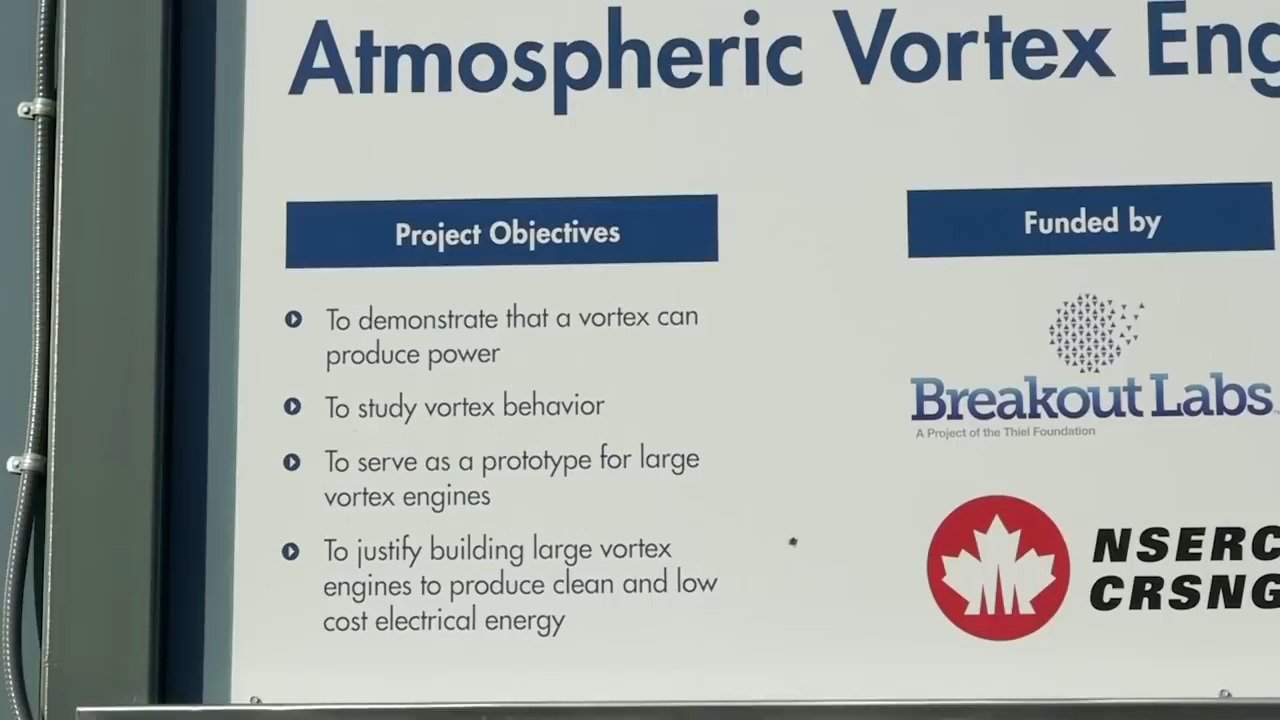 Atmospheric Vortex Eng
Project Objectives
To demonstrate that a vortex can
produce power
To study vortex behavior
To serve as a prototype for large
vortex engines
To justify building large vortex
engines to produce clean and low
cost electrical energy
Funded by
Breakout Labs
A Project of the Thiel Foundation
NSERC
CRSNG